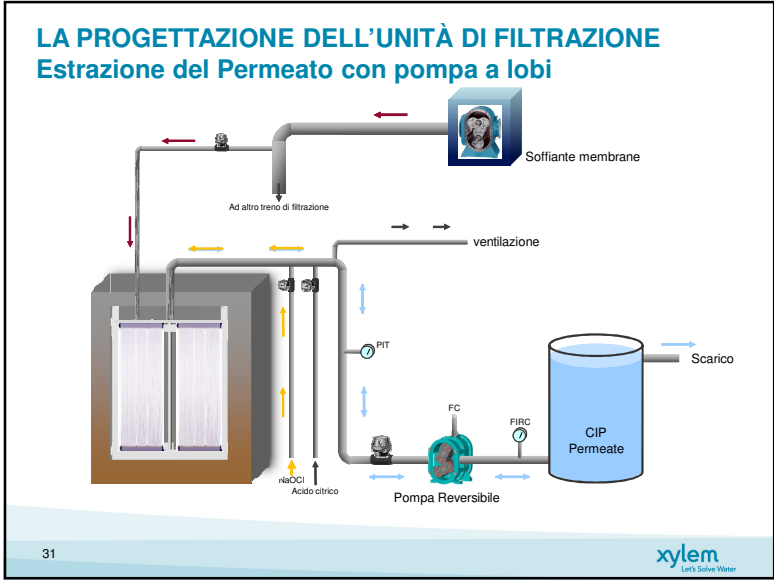 LA PROGETTAZIONE DELL'UNITÀ DI FILTRAZIONE
Estrazione del Permeato con pompa a lobi
Soffiante membrane
Ad altro treno di filtrazione
ventilazione
PIT
Scarico
FC
FIRC
CIP
Permeate
NaOCl
Acido citrico
Pompa Reversibile
31
xylem
Let's Solve Water